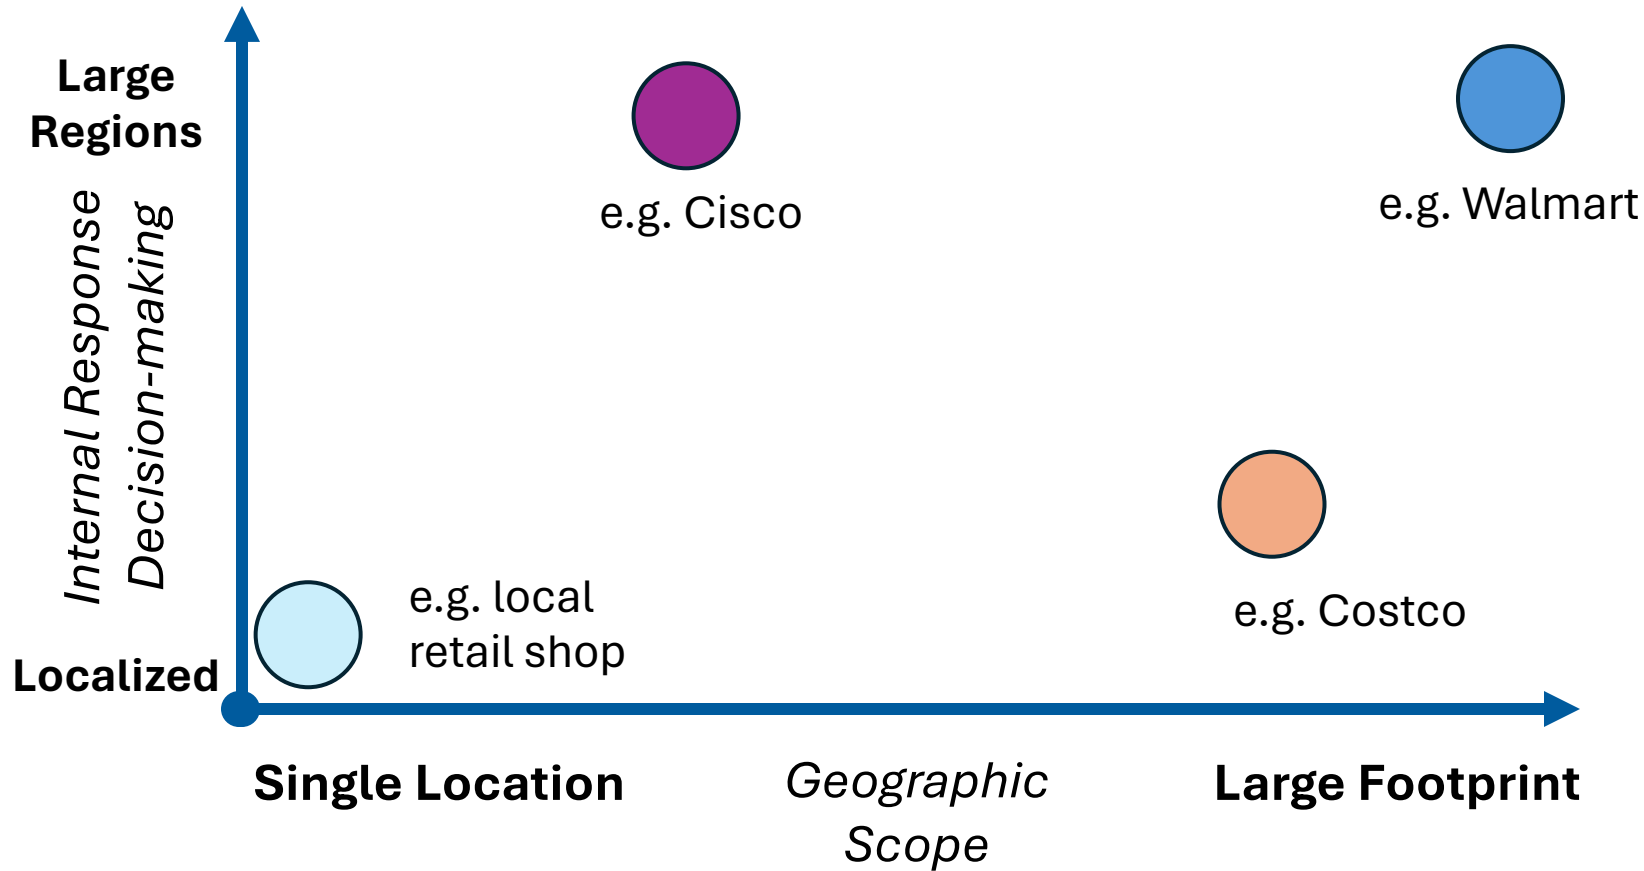 Large
Regions
Internal Response
Decision-making
Localized
e.g. Cisco
e.g. Walmart
e.g. local
retail shop
e.g. Costco
Single Location
Geographic
Scope
Large Footprint